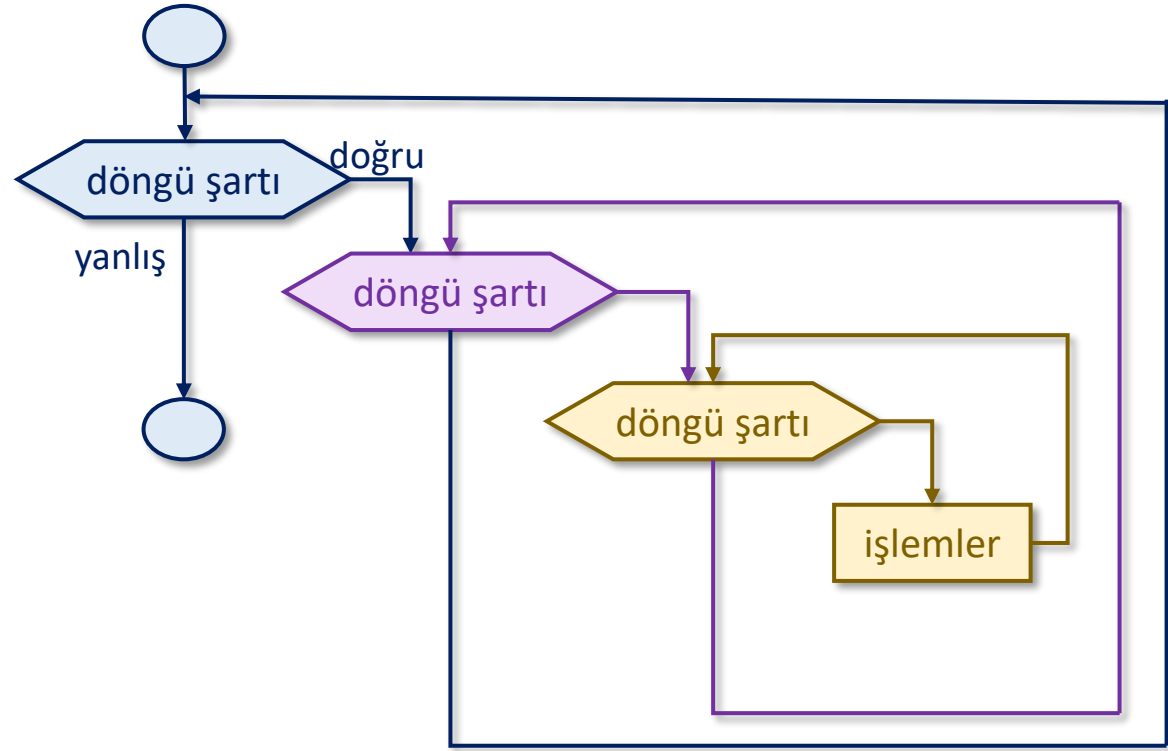 döngü şartı
doğru
yanlış
döngü şartı
döngü şartı
işlemler